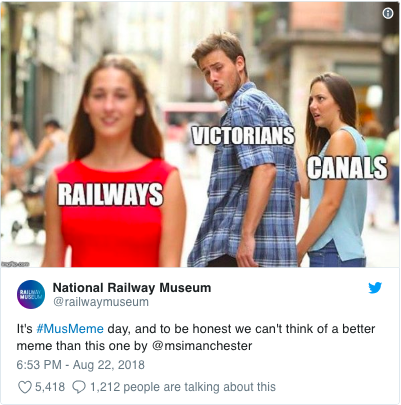 VICTORIANS
CANALS
RAILWAYS
imgflip.com
RAILWAY
MUSEUM
National Railway Museum
@railwaymuseum
It's #MusMeme day, and to be honest we can't think of a better
meme than this one by @msimanchester
6:53 PM - Aug 22, 2018
5,418 1,212 people are talking about this